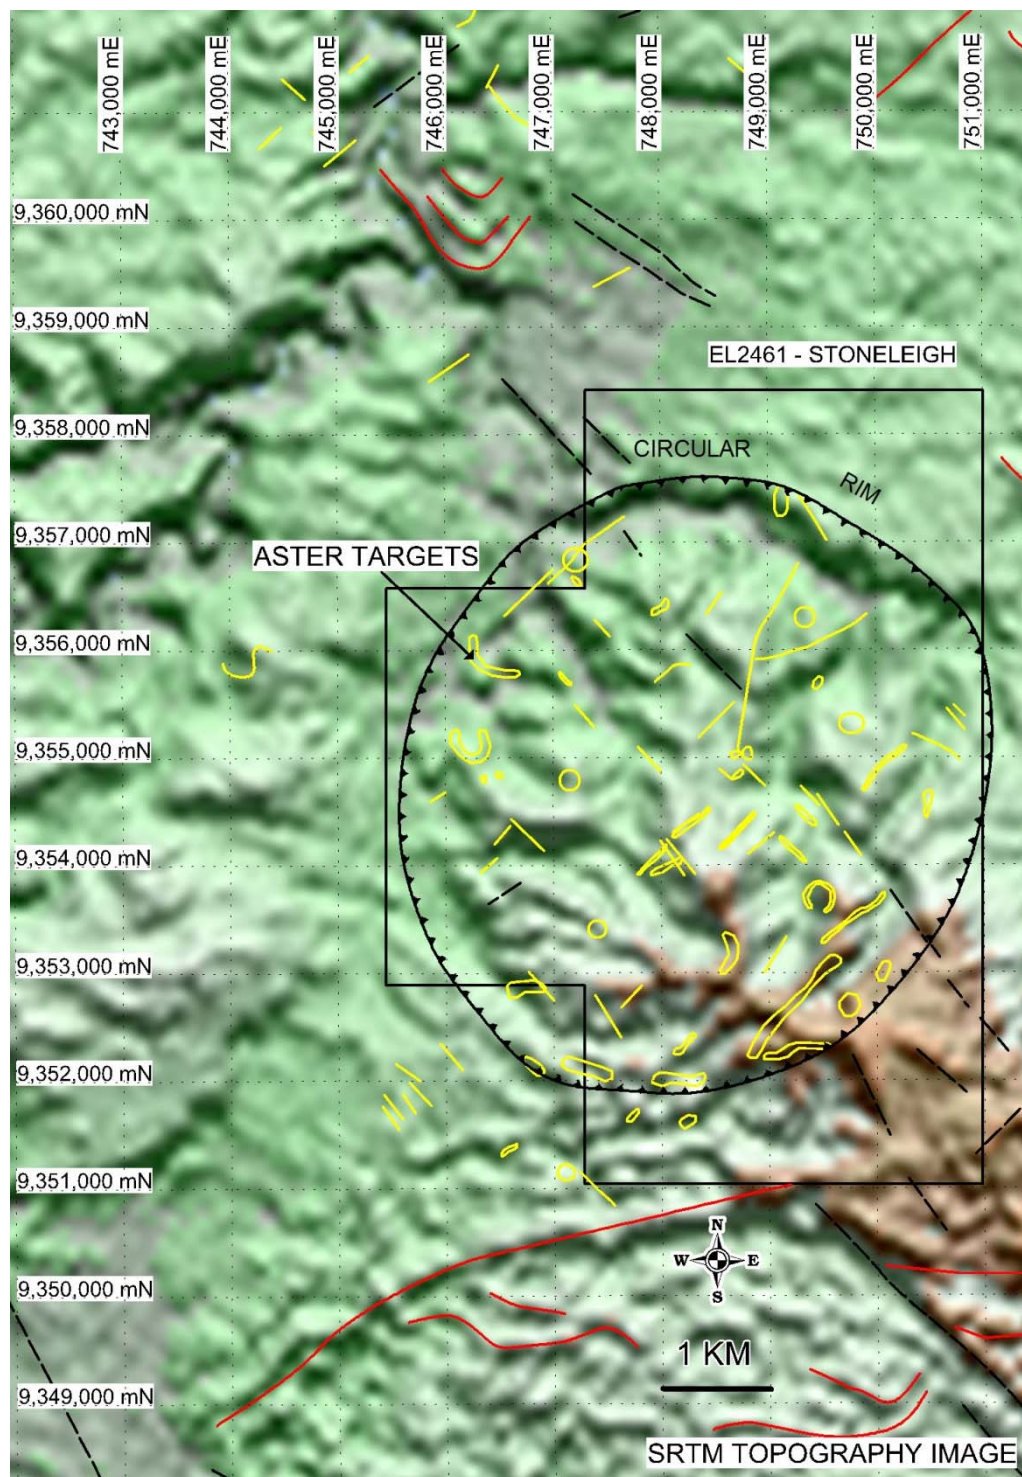 743,000 mE
744,000 mE
745,000 mE
746,000 mE
747,000 mE
748,000 mE
749,000 mE
750,000 mE
751,000 mE
9,360,000 mN
9,359,000 mN
EL2461 - STONELEIGH
9,358,000 mN
CIRCULAR
RIM
9,357,000 mN
ASTER TARGETS
9,356,000 mN
9,355,000 mN
9,354,000 mN
9,353,000 mN
9,352,000 mN
9,351,000 mN
N
W E
S
9,350,000 mN
1 KM
9,349,000 mN
SRTM TOPOGRAPHY IMAGE